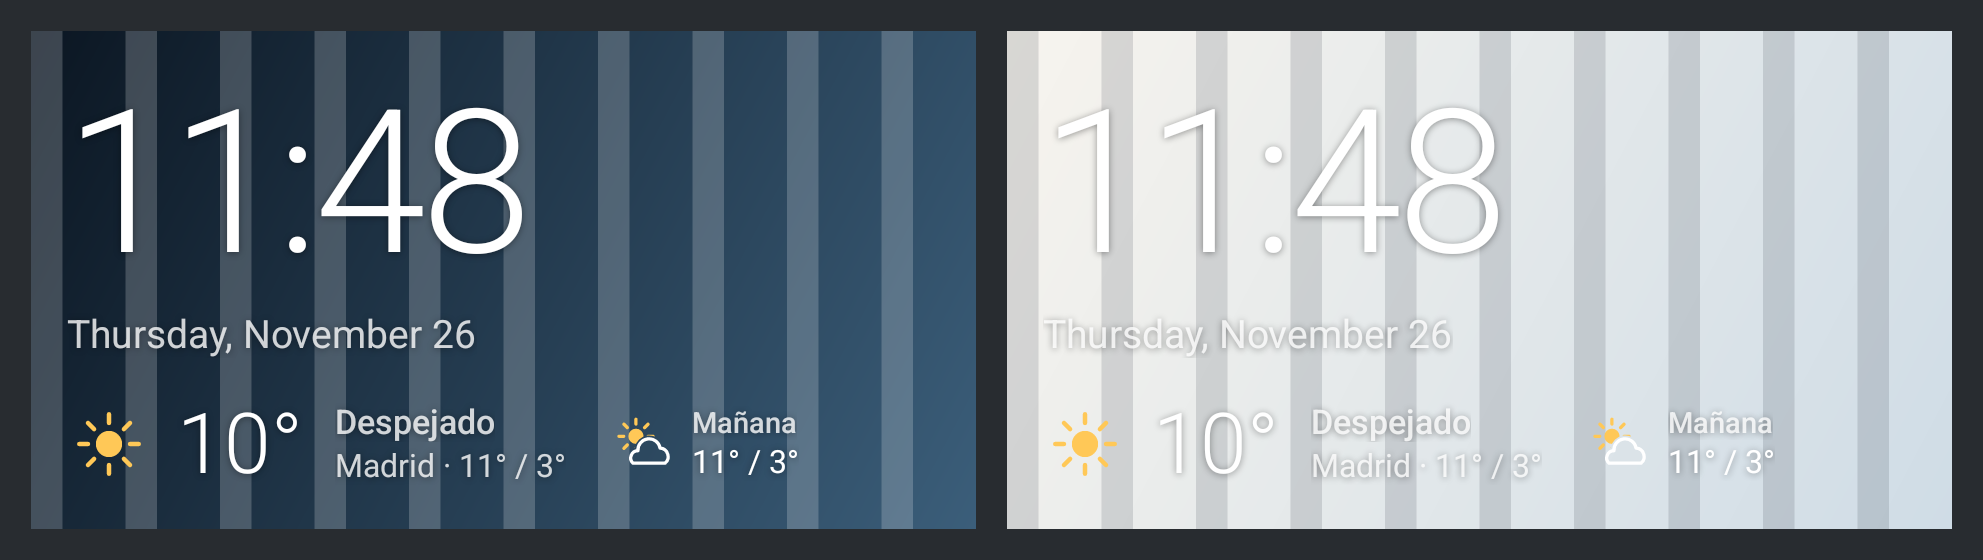 11:48
Thursday, November 26
10°
Despejado
Madrid · 11° / 3°
Mañana
11° / 3°
11:48
Thursday, November 26
10°
Despejado
Madrid · 11° / 3°
Mañana
11° / 3°